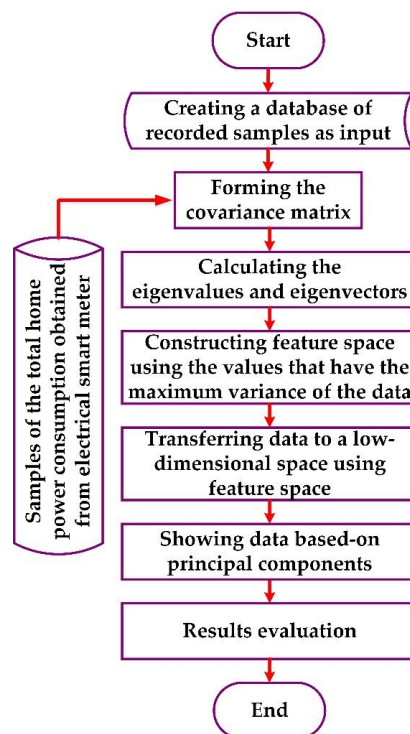 Start
Creating a database of
recorded samples as input
Forming the
covariance matrix
Samples of the total home
power consumption obtained
from electrical smart meter
Calculating the
eigenvalues and eigenvectors
Constructing feature space
using the values that have the
maximum variance of the data
Transferring data to a low-
dimensional space using
feature space
Showing data based-on
principal components
Results evaluation
End